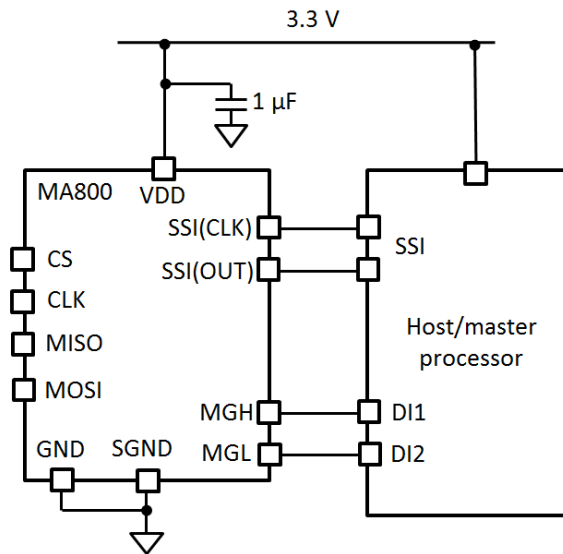 3.3 V
1 µF
MA800
VDD
SSI(CLK)
SSI
CS
SSI(OUT)
CLK
Host/master
processor
MISO
MOSI
MGH
DI1
GND
SGND
MGL
DI2